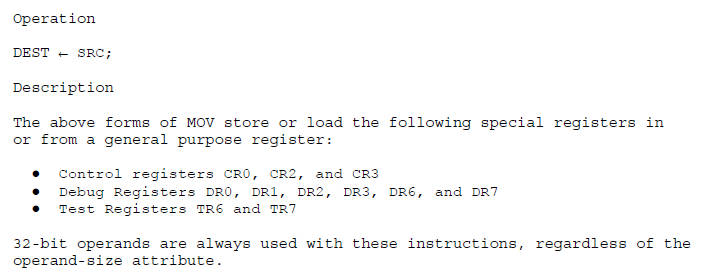 Operation
DEST ← SRC;
Description
The above forms of MOV store or load the following special registers in
or from a general purpose register:
● Control registers CR0, CR2, and CR3
● Debug Registers DR0, DR1, DR2, DR3, DR6, and DR7
● Test Registers TR6 and TR7
32-bit operands are always used with these instructions, regardless of the
operand-size attribute.